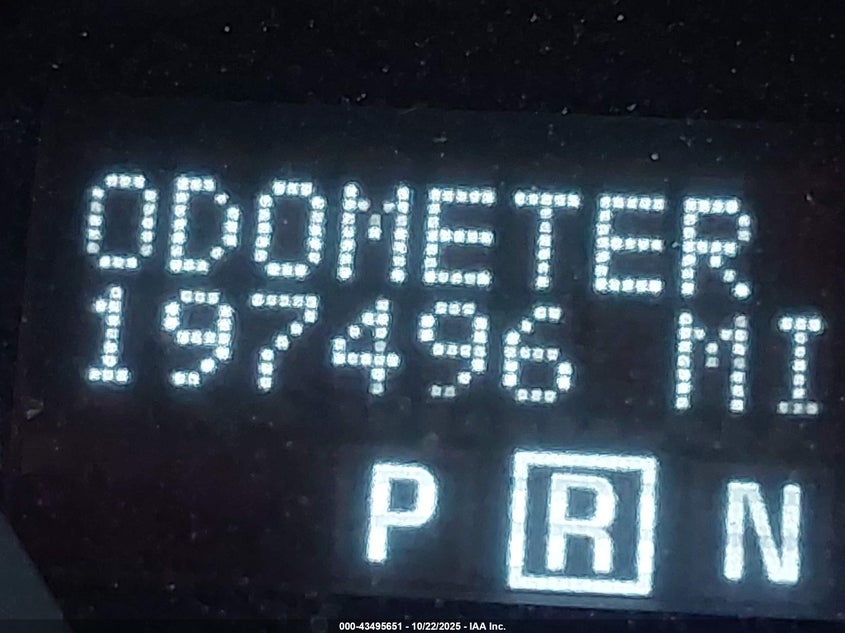 ODOMETER
197496 MI
P R N
000-43495651 - 10/22/2025 - IAA Inc.